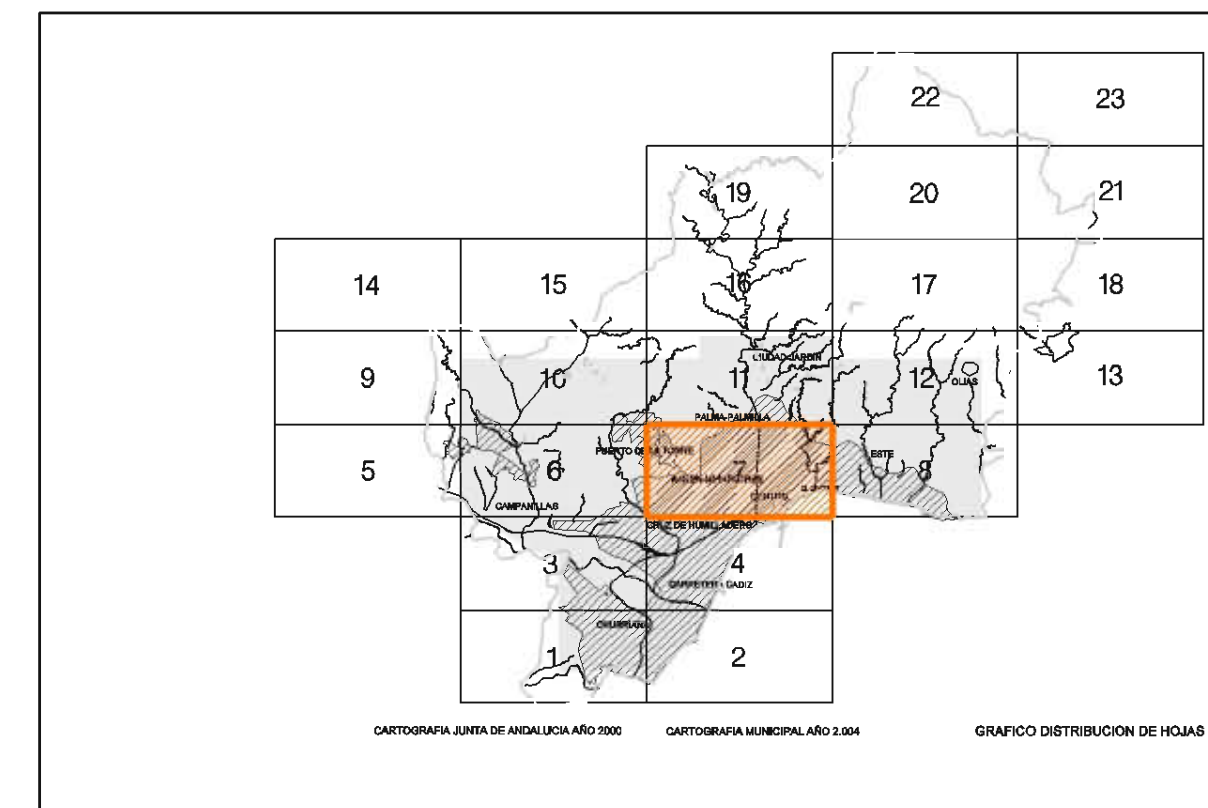 22 23
19 20 21
14 15 16 17 18
CIUDAD-JARDIN
9 10 11 12 13
OLIAS
PALMA-PALMILLA
PUERTO DE LA TORRE ESTE
5 6 7 8
CAMPANILLAS
CRUZ DE HUMILLADERO
3 4
CADIZ
CHURRIANA
1 2
CARTOGRAFIA JUNTA DE ANDALUCIA AÑO 2000 CARTOGRAFIA MUNICIPAL AÑO 2.004 GRAFICO DISTRIBUCION DE HOJAS